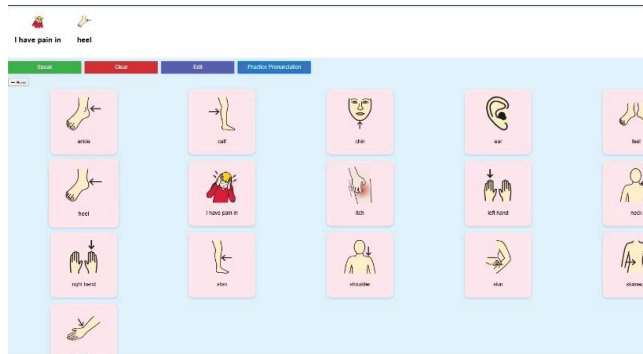 I have pain in heel
Speak Clear Edit Practice Pronunciation
ankle calf chin ear feet
heel I have pain in itch left hand neck
right hand shin shoulder skin stomac